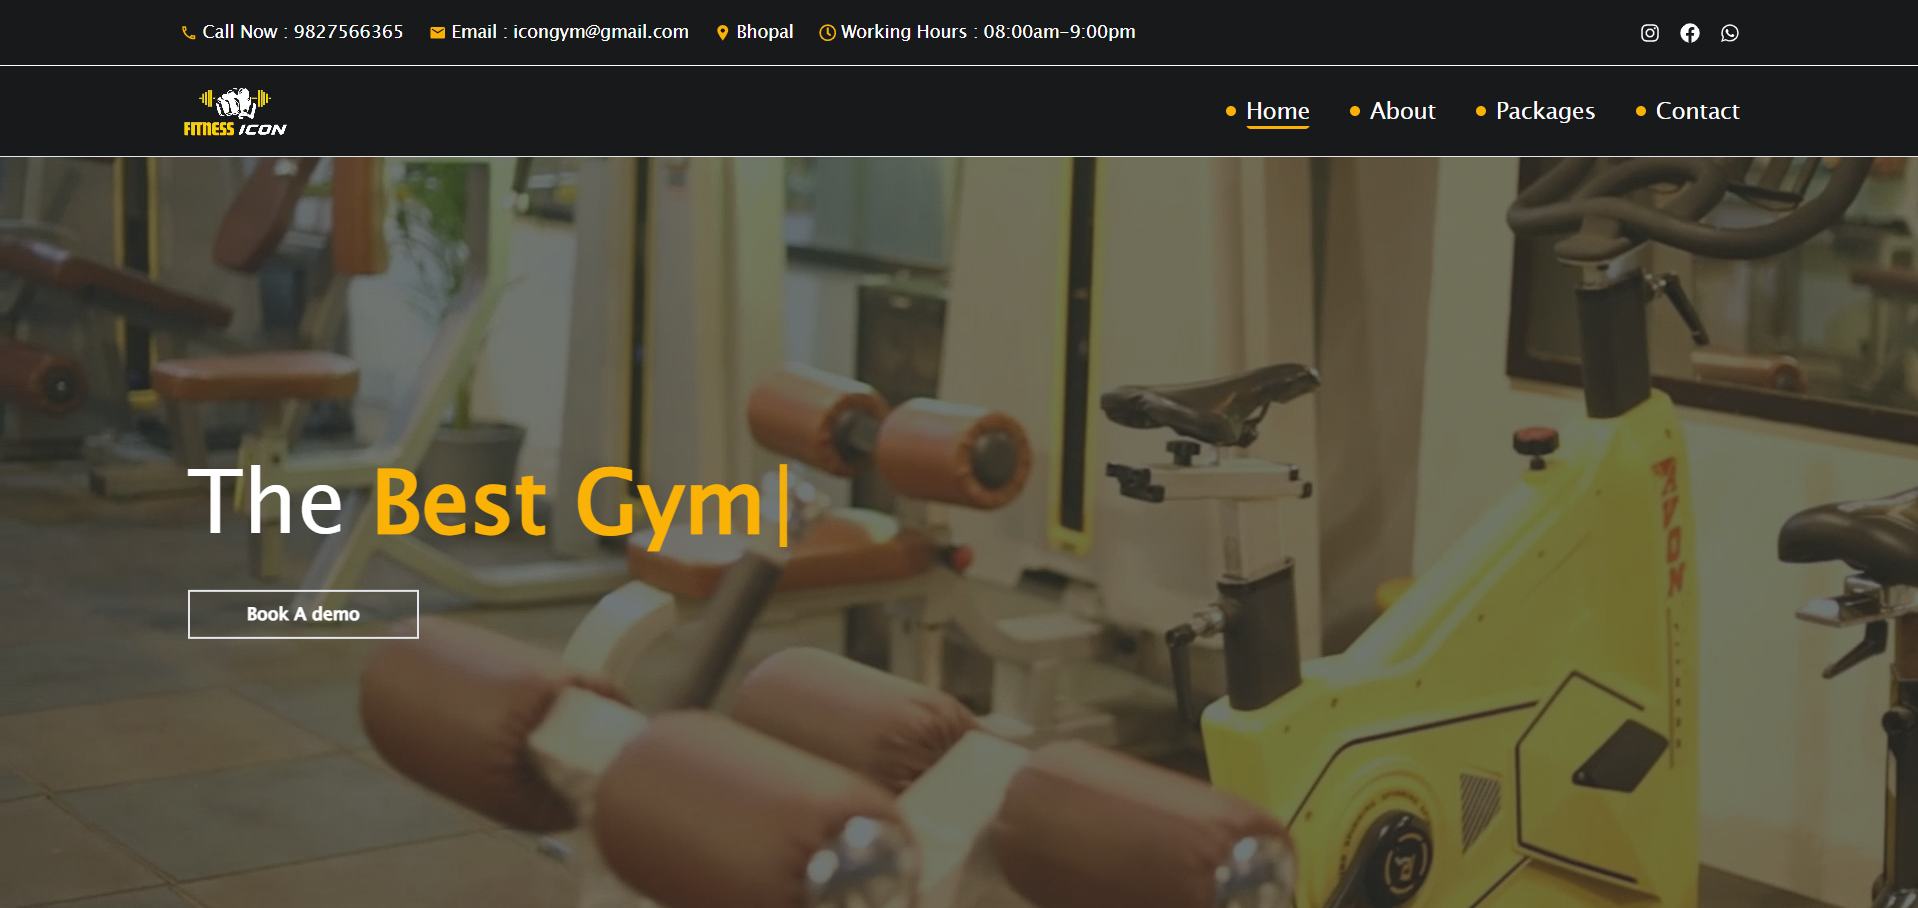 Call Now : 9827566365 Email : icongym@gmail.com Bhopal Working Hours : 08:00am-9:00pm
FITNESS ICON
Home About Packages Contact
The Best Gym|
Book A demo
AVON